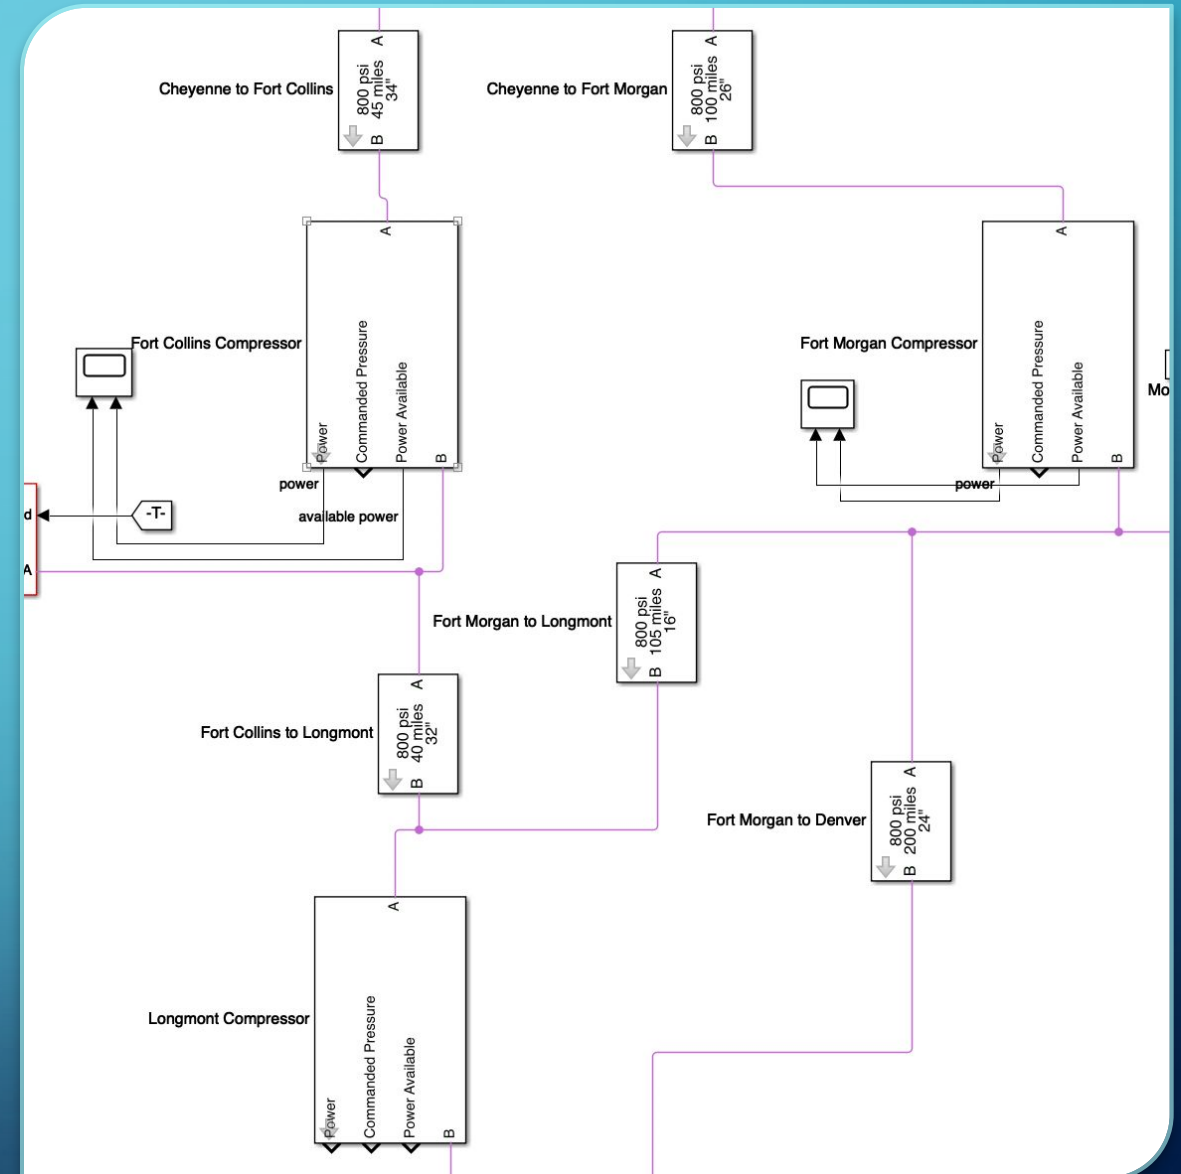 Cheyenne to Fort Collins
A
800 psi
45 miles
34"
B
Cheyenne to Fort Morgan
A
800 psi
100 miles
26"
B
Fort Collins Compressor
A
Power
Commanded Pressure
Power Available
B
power
available power
-T-
d
A
Fort Morgan Compressor
A
Power
Commanded Pressure
Power Available
B
power
Mo
Fort Morgan to Longmont
A
800 psi
105 miles
16"
B
Fort Collins to Longmont
A
800 psi
40 miles
32"
B
Fort Morgan to Denver
A
800 psi
200 miles
24"
B
Longmont Compressor
A
Power
Commanded Pressure
Power Available
B